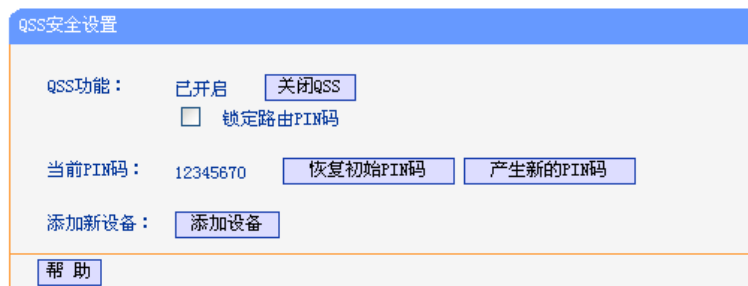 QSS安全设置
QSS功能： 已开启 关闭QSS
锁定路由PIN码
当前PIN码： 12345670 恢复初始PIN码 产生新的PIN码
添加新设备： 添加设备
帮 助